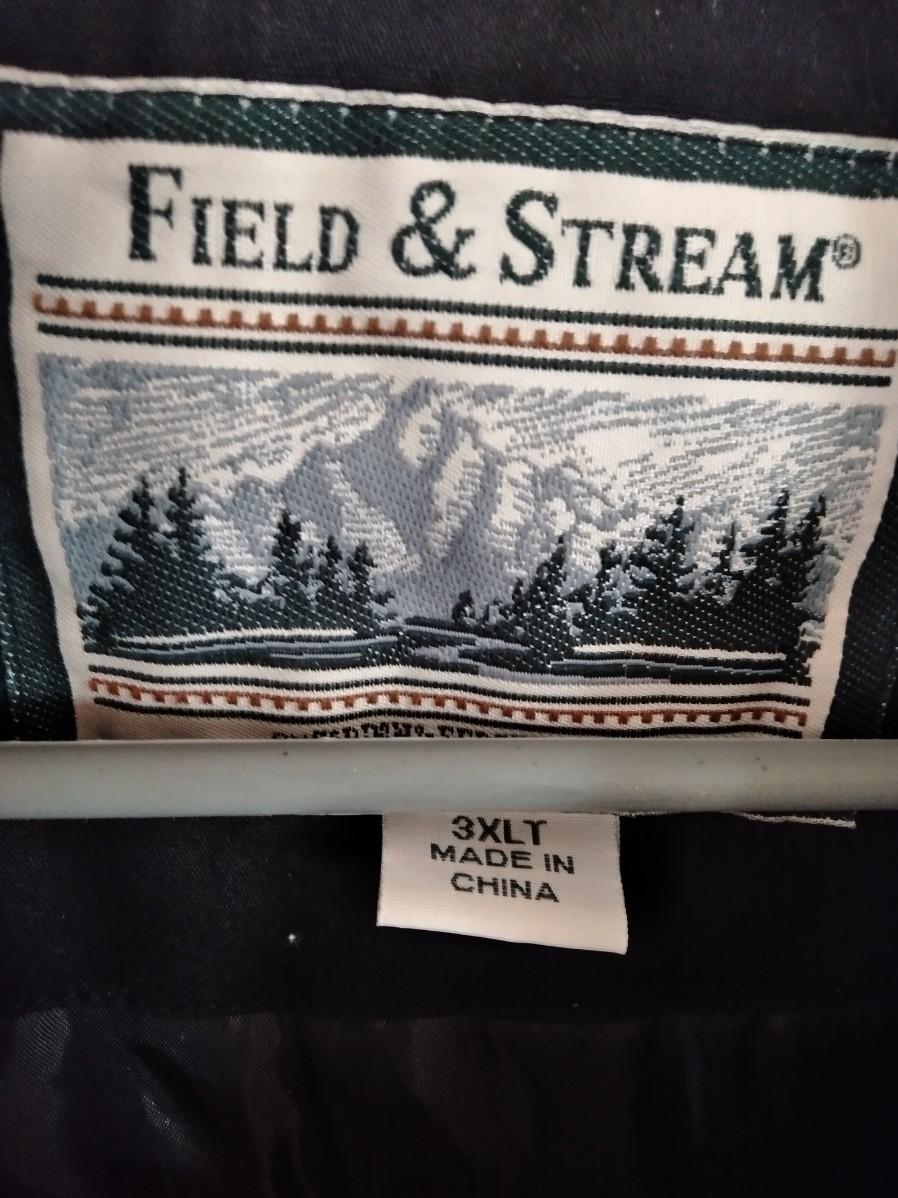 FIELD & STREAM®
3XLT
MADE IN
CHINA